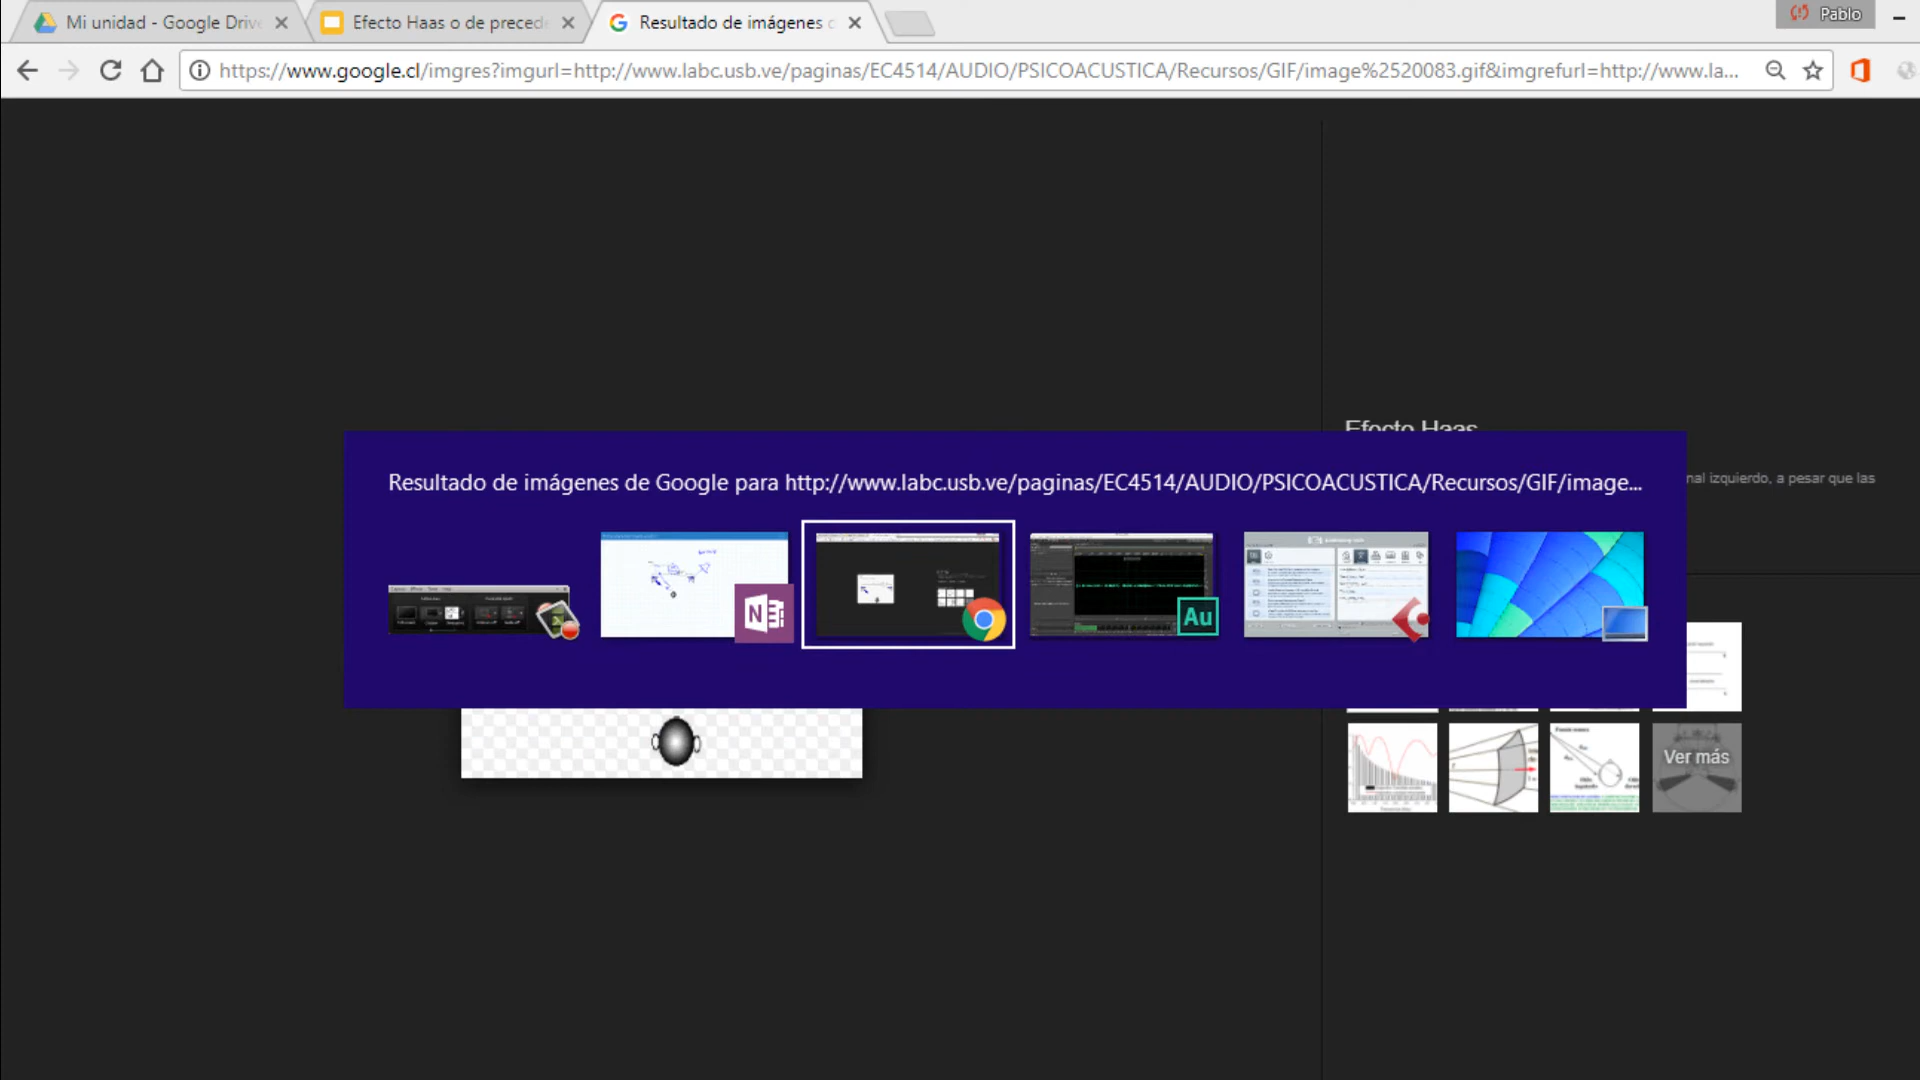 Mi unidad - Google Driv
Efecto Haas o de preced
Resultado de imágenes d
Pablo
https://www.google.cl/imgres?imgurl=http://www.labc.usb.ve/paginas/EC4514/AUDIO/PSICOACUSTICA/Recursos/GIF/image%2520083.gif&imgrefurl=http://www.la...
Efecto Haas
Resultado de imágenes de Google para http://www.labc.usb.ve/paginas/EC4514/AUDIO/PSICOACUSTICA/Recursos/GIF/image...
nal izquierdo, a pesar que las
N
Au
Ver más